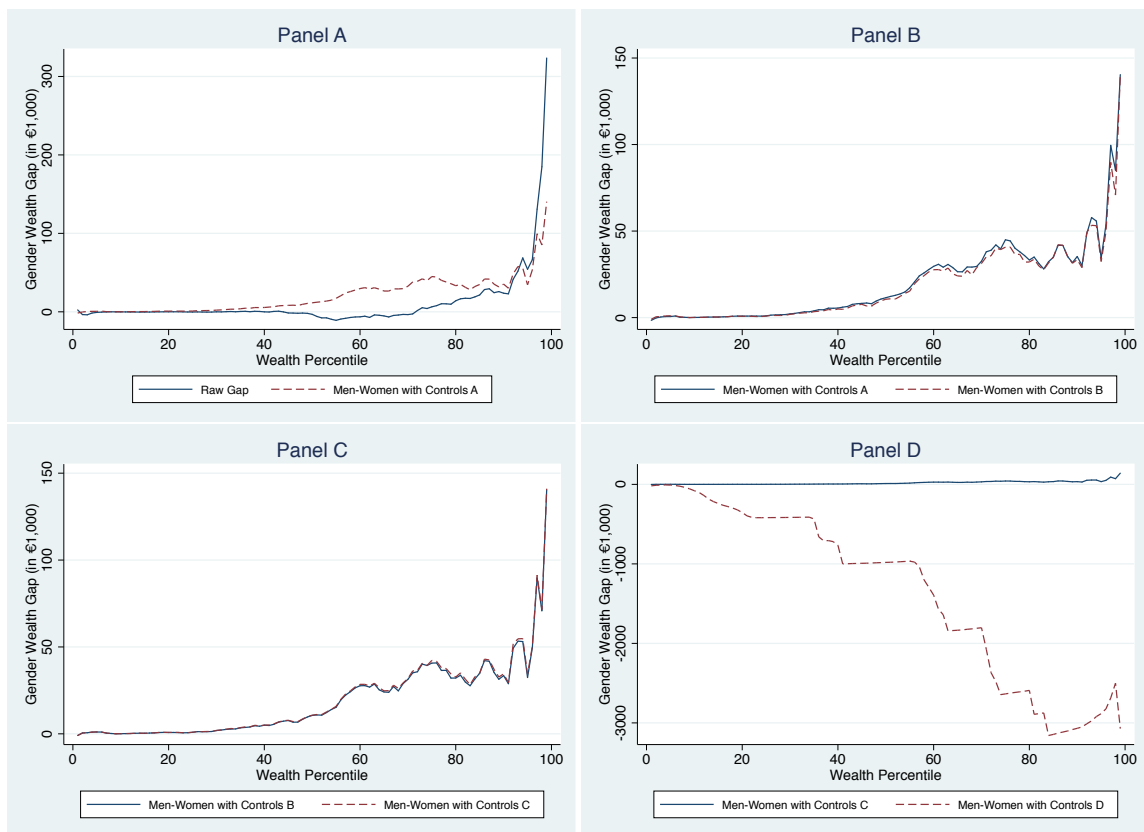 Panel A
Gender Wealth Gap (in €1,000)
300
200
100
0
0 20 40 60 80 100
Wealth Percentile
Raw Gap Men-Women with Controls A
Panel B
Gender Wealth Gap (in €1,000)
150
100
50
0
0 20 40 60 80 100
Wealth Percentile
Men-Women with Controls A Men-Women with Controls B
Panel C
Gender Wealth Gap (in €1,000)
150
100
50
0
0 20 40 60 80 100
Wealth Percentile
Men-Women with Controls B Men-Women with Controls C
Panel D
Gender Wealth Gap (in €1,000)
0
-1000
-2000
-3000
0 20 40 60 80 100
Wealth Percentile
Men-Women with Controls C Men-Women with Controls D